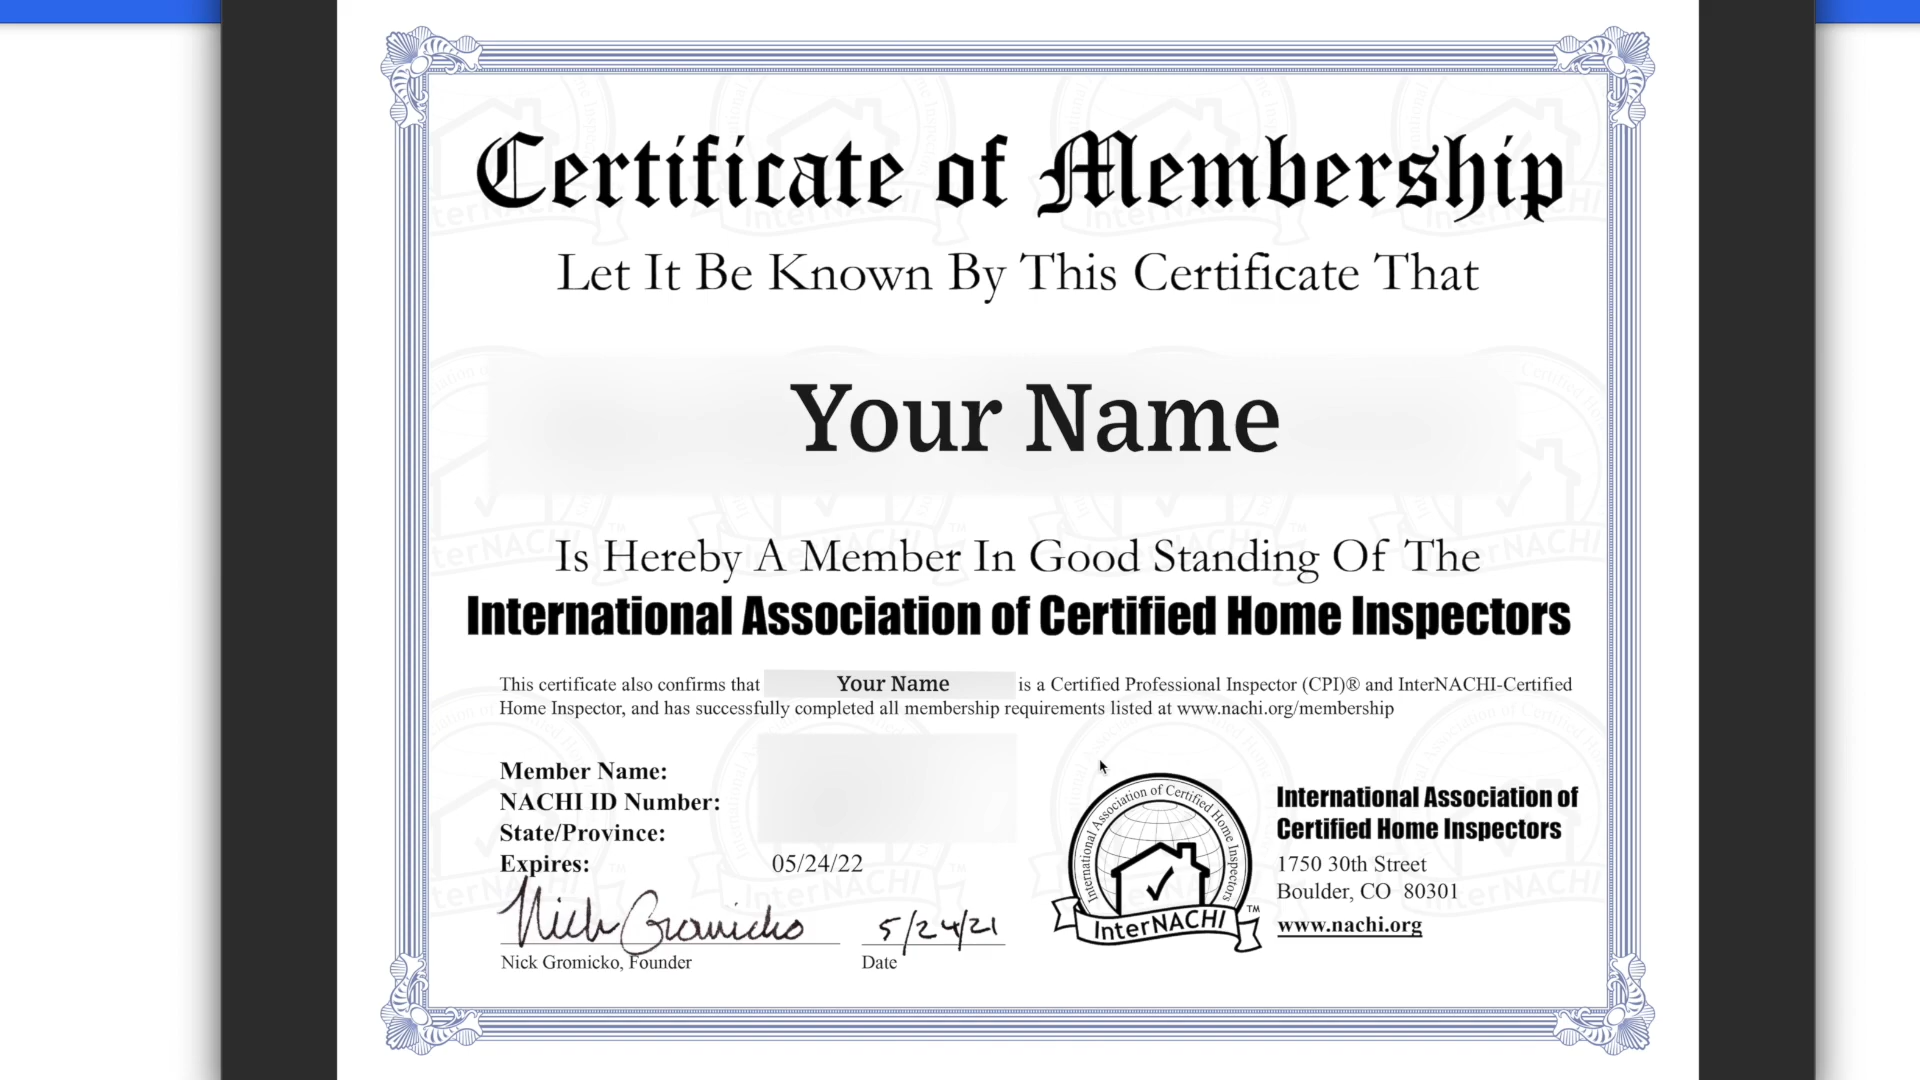 Certificate of Membership
Let It Be Known By This Certificate That
Your Name
Is Hereby A Member In Good Standing Of The
International Association of Certified Home Inspectors
This certificate also confirms that Your Name is a Certified Professional Inspector (CPI)® and InterNACHI-Certified
Home Inspector, and has successfully completed all membership requirements listed at www.nachi.org/membership
Member Name:
NACHI ID Number:
State/Province:
Expires: 05/24/22
Nick Gromicko 5/24/21
Nick Gromicko, Founder Date
International Association of Certified Home Inspectors
InterNACHI™
International Association of
Certified Home Inspectors
1750 30th Street
Boulder, CO 80301
www.nachi.org